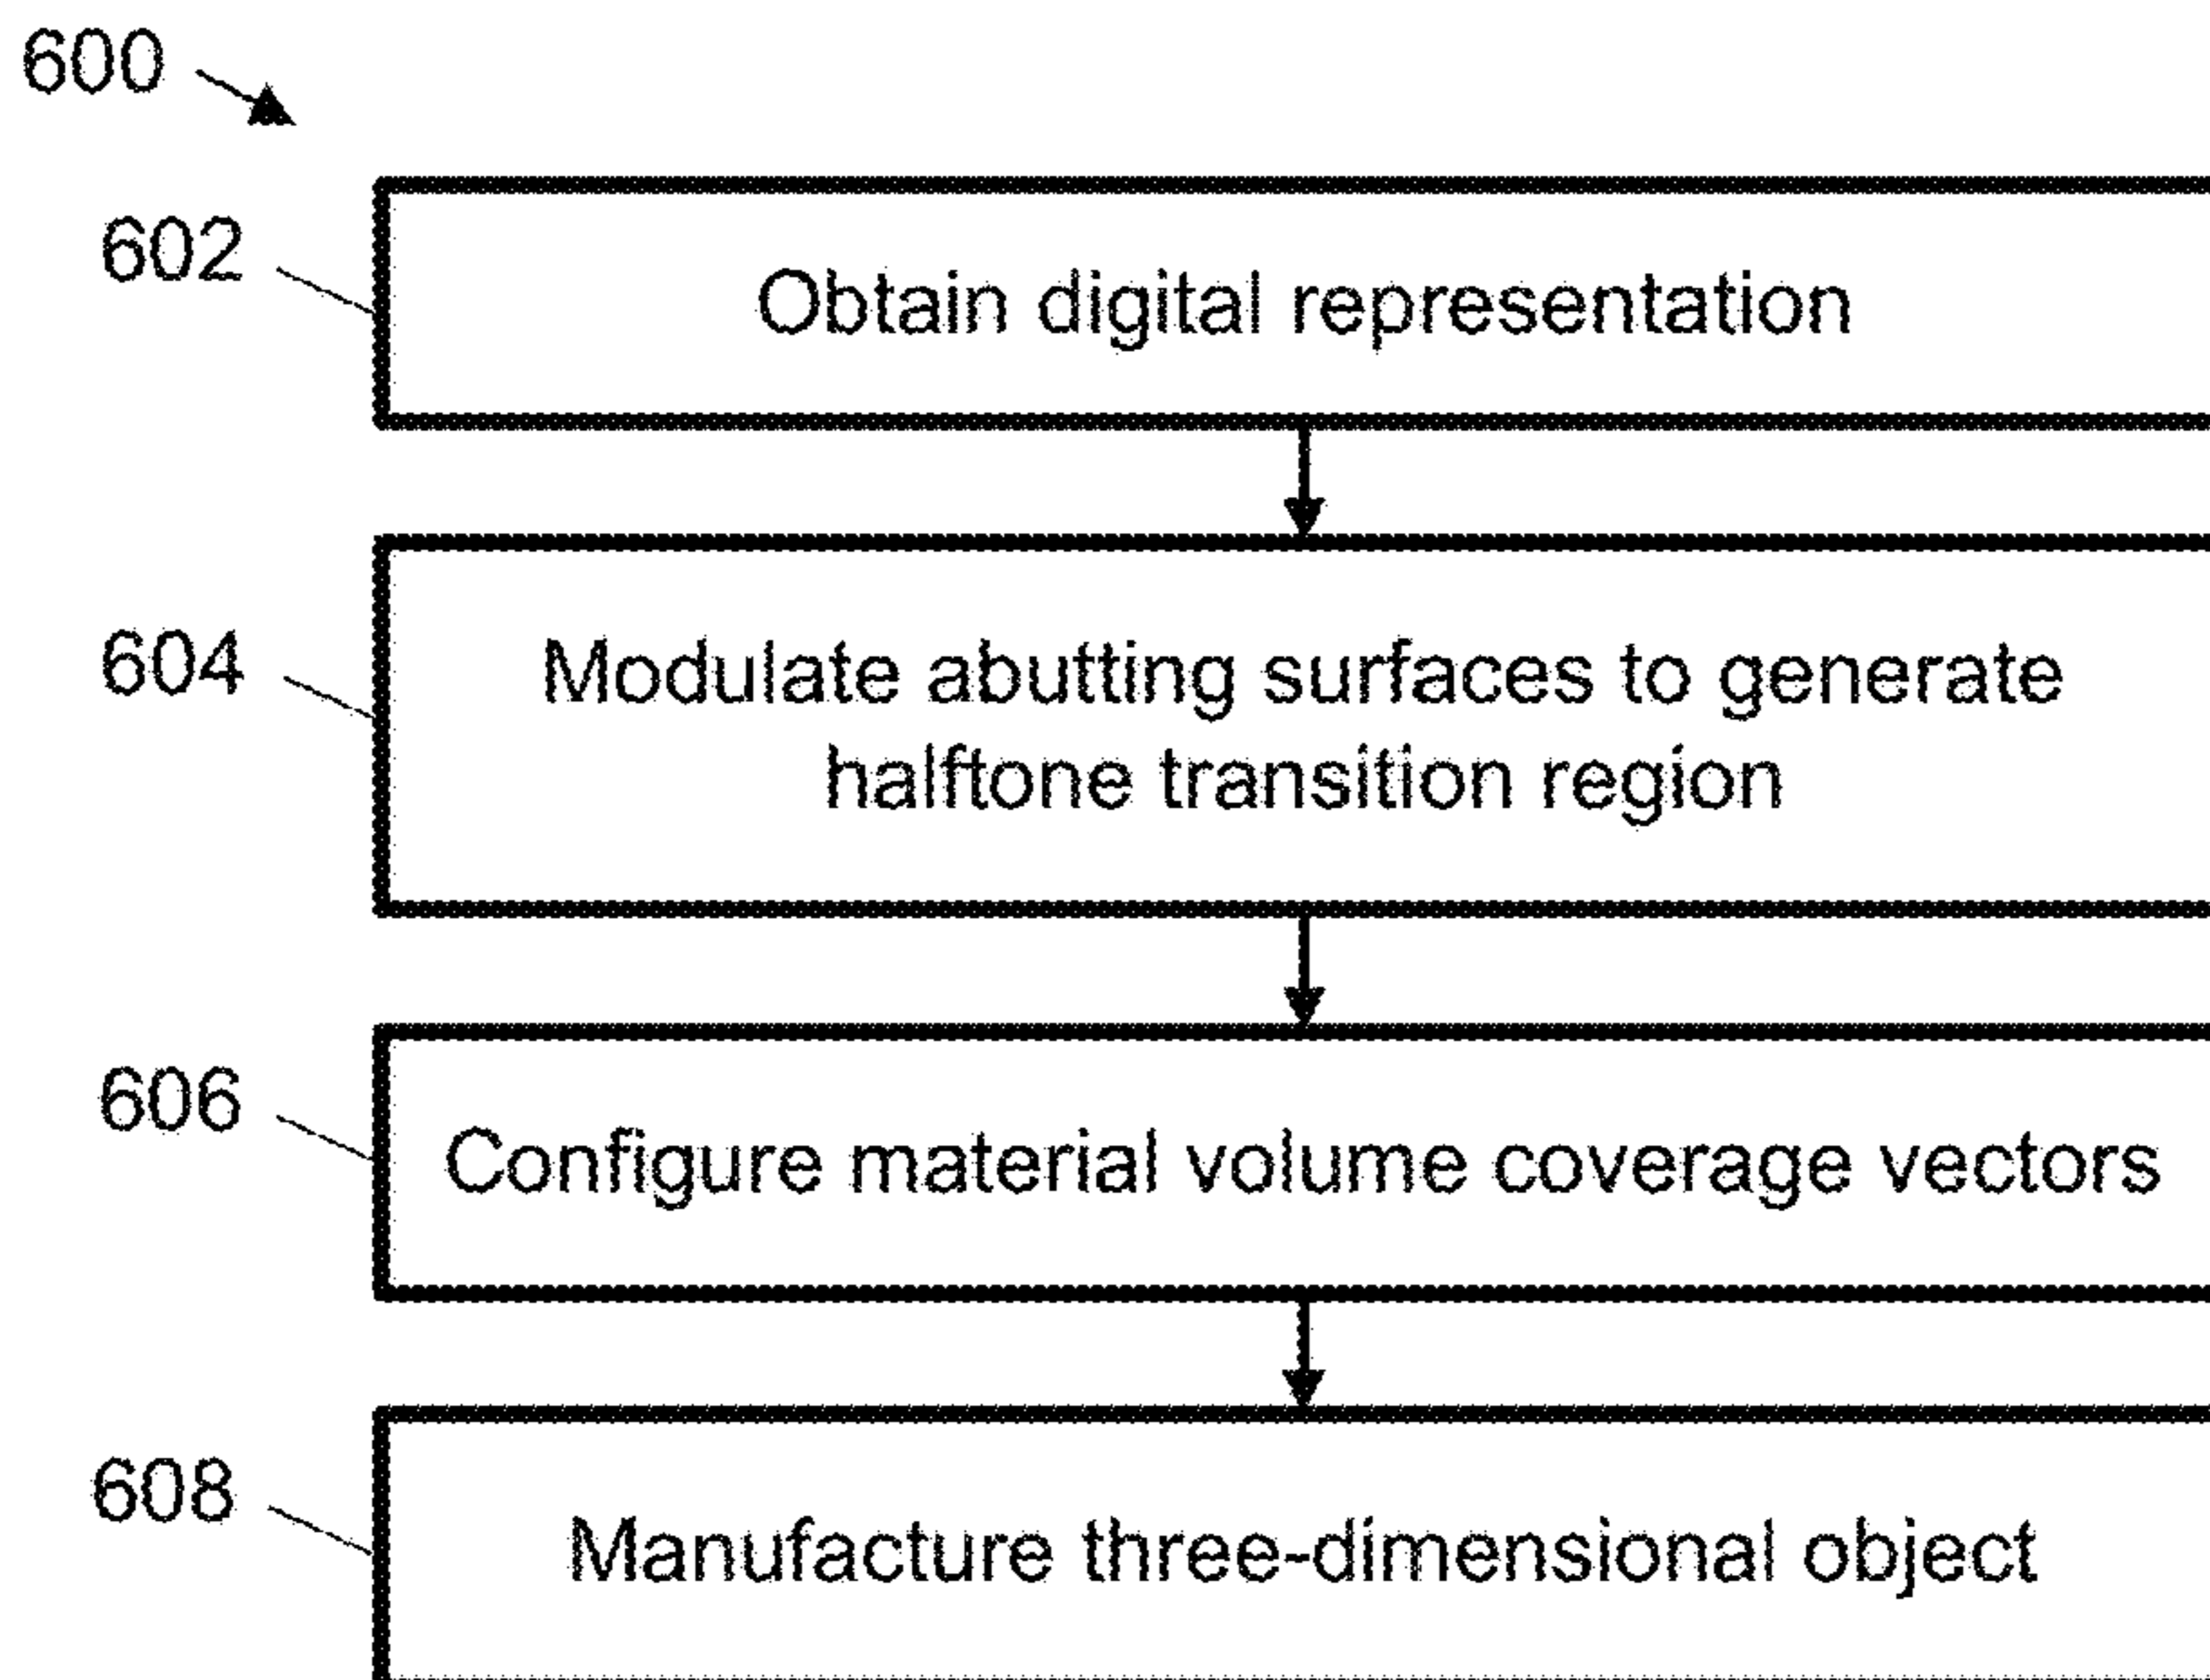 600
602
Obtain digital representation
604
Modulate abutting surfaces to generate
halftone transition region
606
Configure material volume coverage vectors
608
Manufacture three-dimensional object